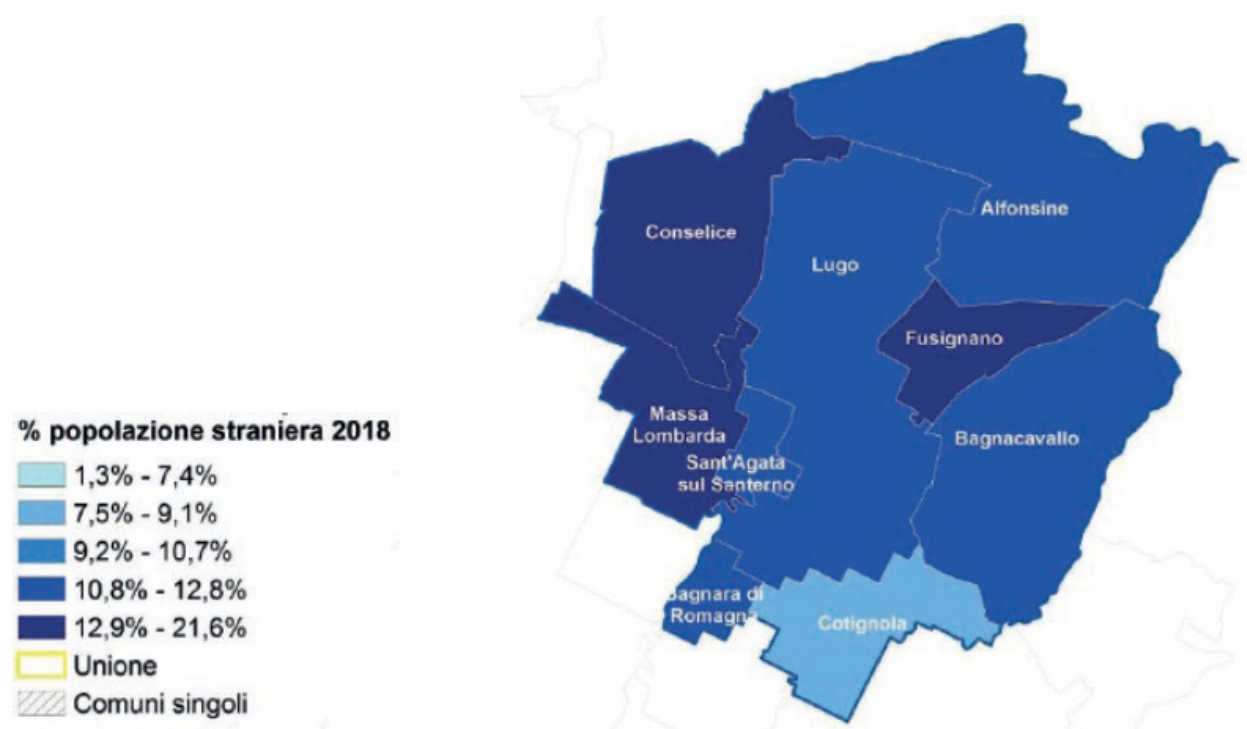 Conselice
Alfonsine
Lugo
Fusignano
Massa
Lombarda
Bagnacavallo
Sant'Agata
sul Santerno
Bagnara di
Romagna
Cotignola
% popolazione straniera 2018
1,3% - 7,4%
7,5% - 9,1%
9,2% - 10,7%
10,8% - 12,8%
12,9% - 21,6%
Unione
Comuni singoli